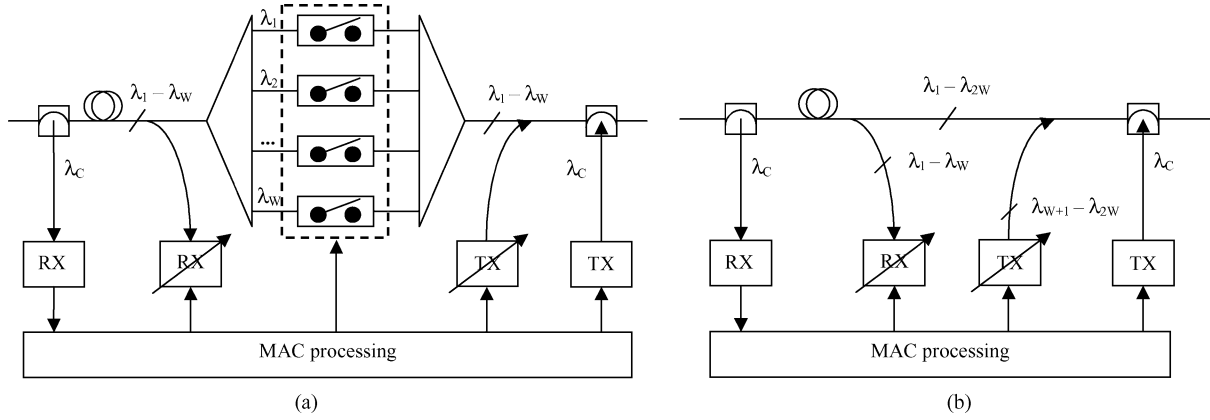 λ1
λ2
...
λW
λ1 – λW
λ1 – λW
λC
λC
RX
RX
TX
TX
MAC processing
(a)
λ1 – λ2W
λ1 – λW
λW+1 – λ2W
λC
λC
RX
RX
TX
TX
MAC processing
(b)